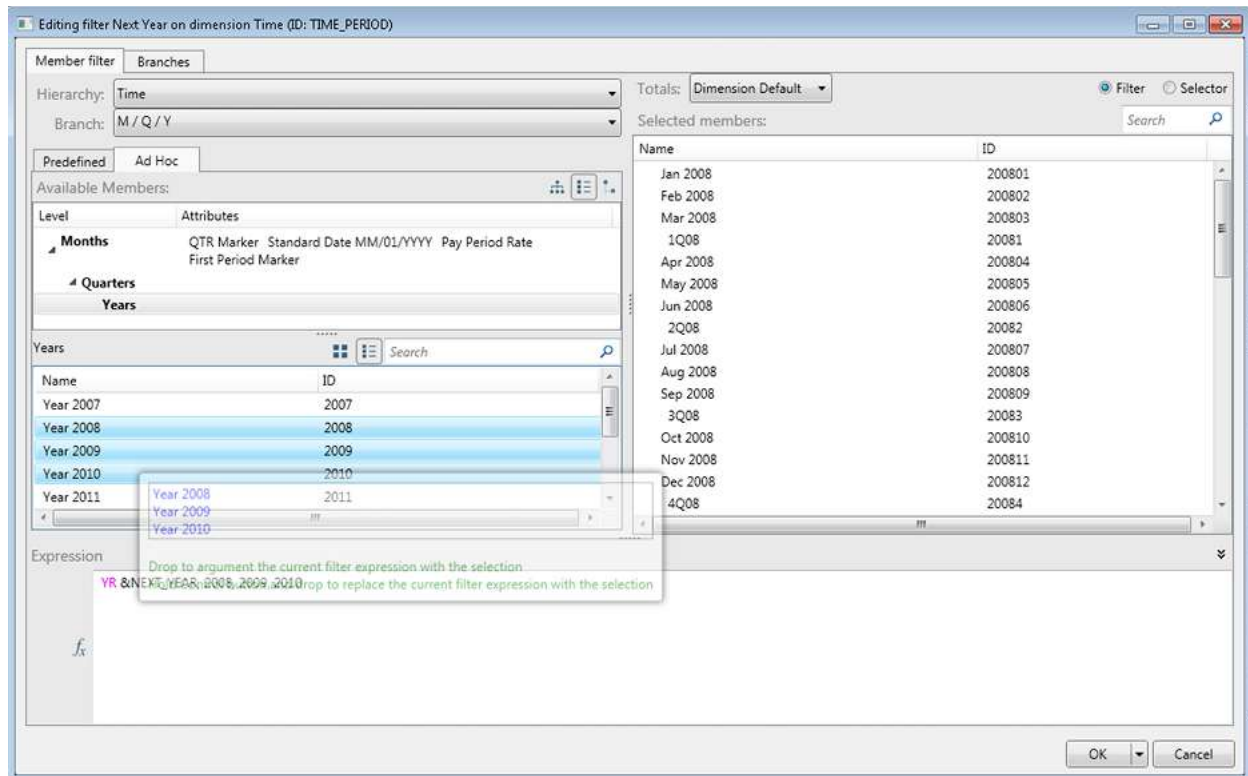 Editing filter Next Year on dimension Time (ID: TIME_PERIOD)
Member filter Branches
Hierarchy: Time
Branch: M / Q / Y
Predefined Ad Hoc
Available Members:
Level Attributes
Months QTR Marker Standard Date MM/01/YYYY Pay Period Rate
First Period Marker
Quarters
Years
Years Search
Name ID
Year 2007 2007
Year 2008 2008
Year 2009 2009
Year 2010 2010
Year 2011 2011
Year 2008
Year 2009
Year 2010
Drop to argument the current filter expression with the selection
drop to replace the current filter expression with the selection
Totals: Dimension Default Filter Selector
Selected members: Search
Name ID
Jan 2008 200801
Feb 2008 200802
Mar 2008 200803
1Q08 20081
Apr 2008 200804
May 2008 200805
Jun 2008 200806
2Q08 20082
Jul 2008 200807
Aug 2008 200808
Sep 2008 200809
3Q08 20083
Oct 2008 200810
Nov 2008 200811
Dec 2008 200812
4Q08 20084
Expression
YR &NEXT_YEAR, 2008, 2009, 2010
fx
OK Cancel